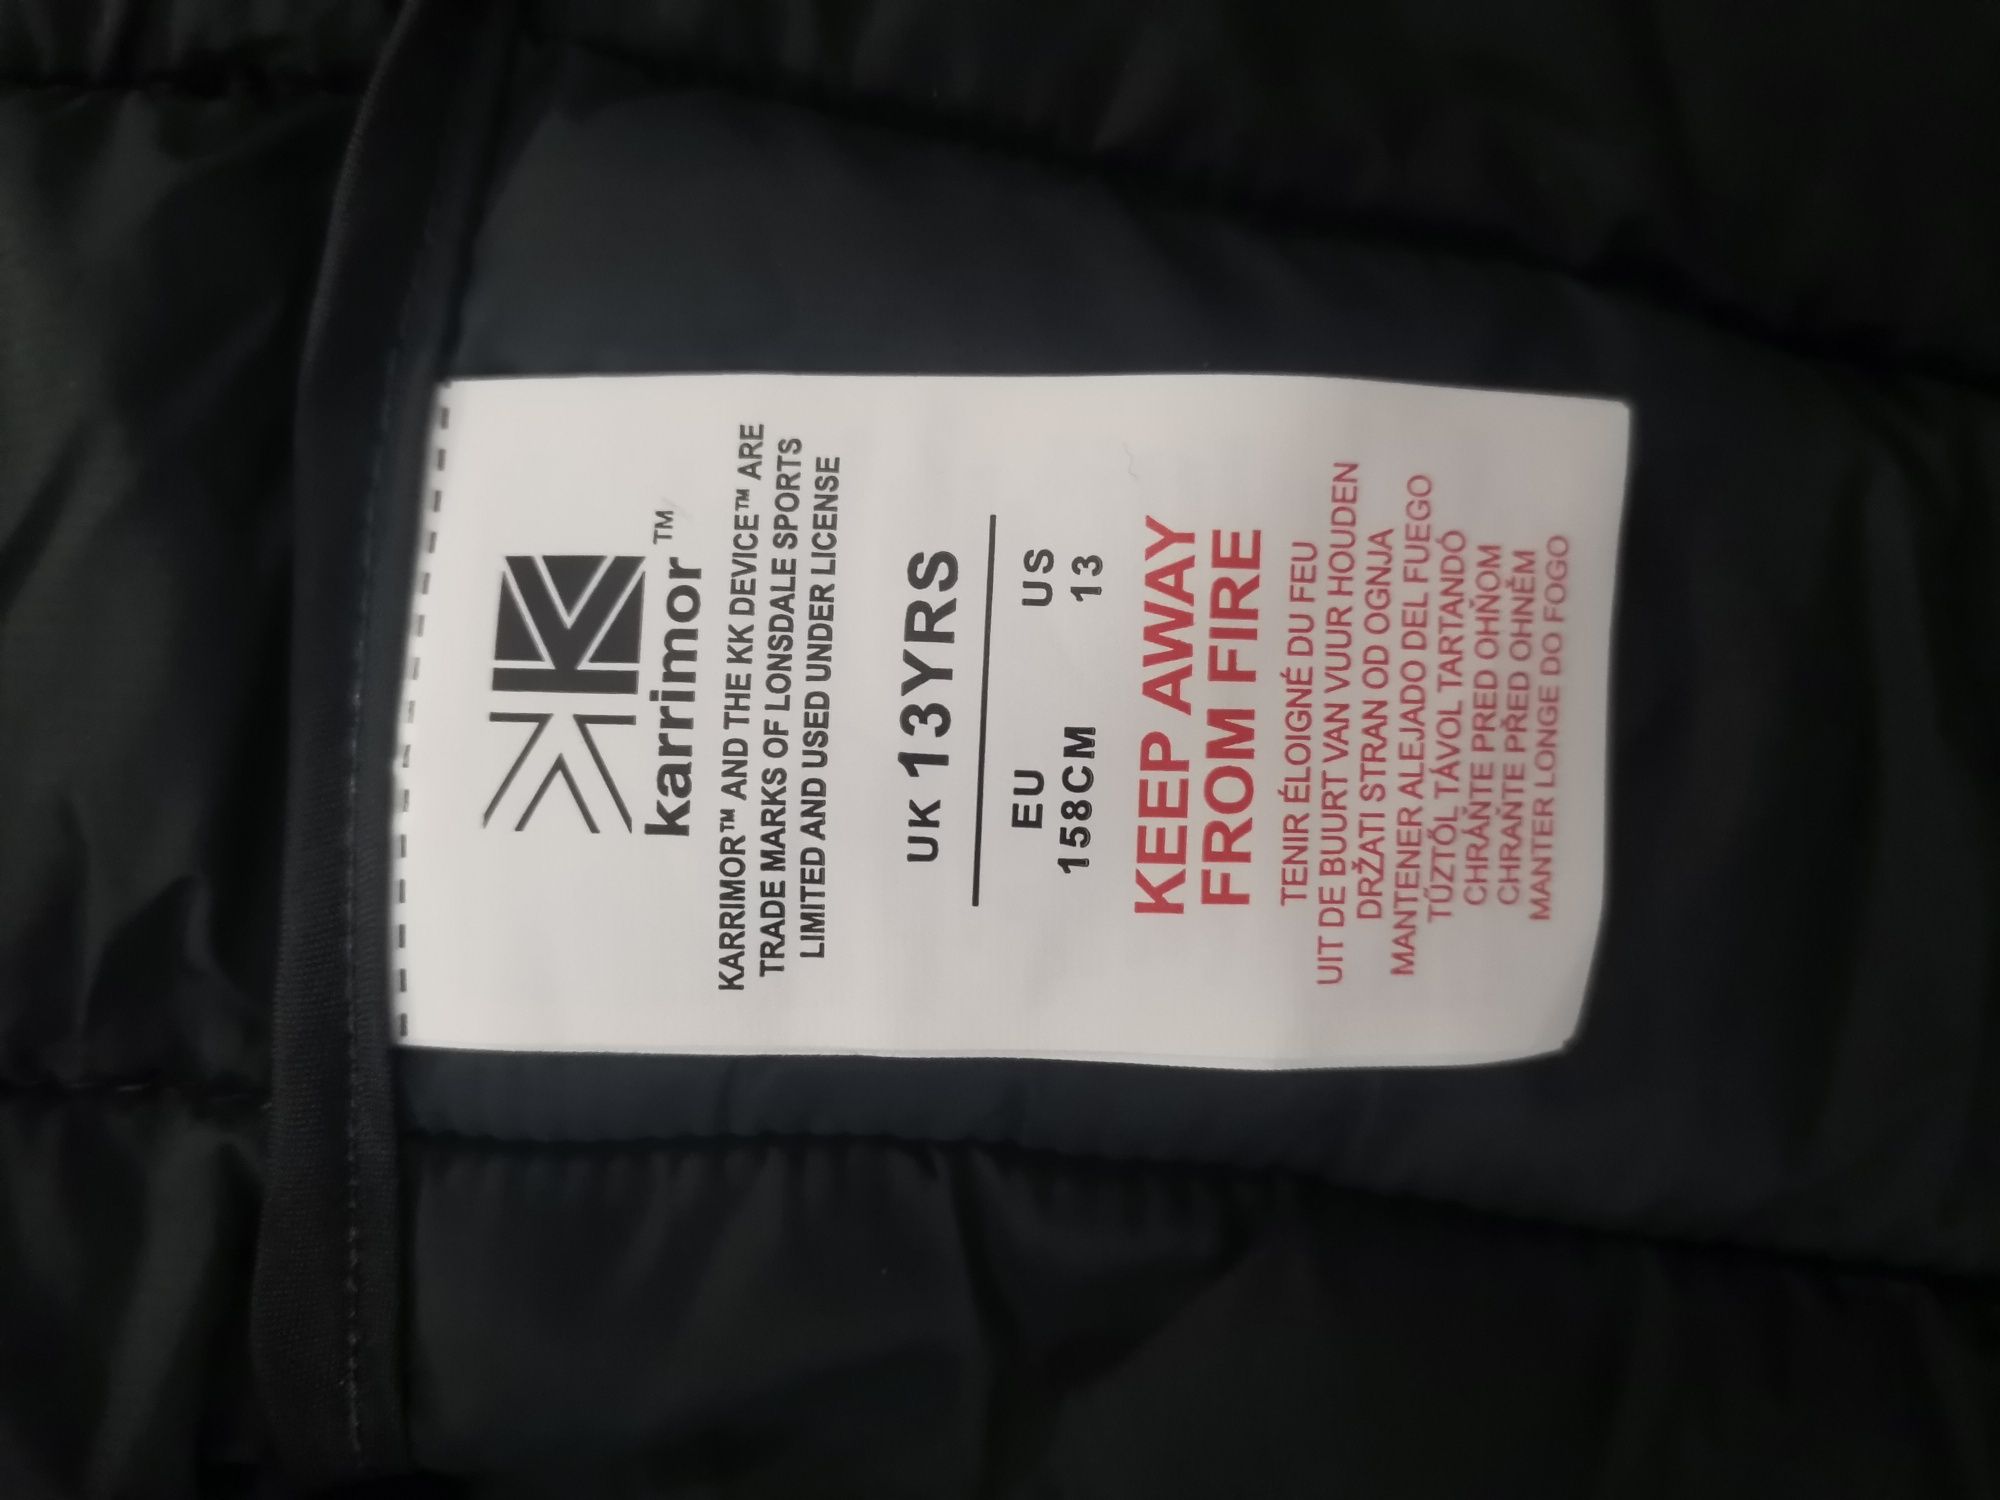 karrimor™
KARRIMOR™ AND THE KK DEVICE™ ARE
TRADE MARKS OF LONSDALE SPORTS
LIMITED AND USED UNDER LICENSE
UK 13YRS
EU US
158CM 13
KEEP AWAY
FROM FIRE
TENIR ÉLOIGNÉ DU FEU
UIT DE BUURT VAN VUUR HOUDEN
DRŽATI STRAN OD OGNJA
MANTENER ALEJADO DEL FUEGO
TŰZTŐL TÁVOL TARTANDÓ
CHRÁŇTE PRED OHŇOM
CHRAŇTE PŘED OHNĚM
MANTER LONGE DO FOGO